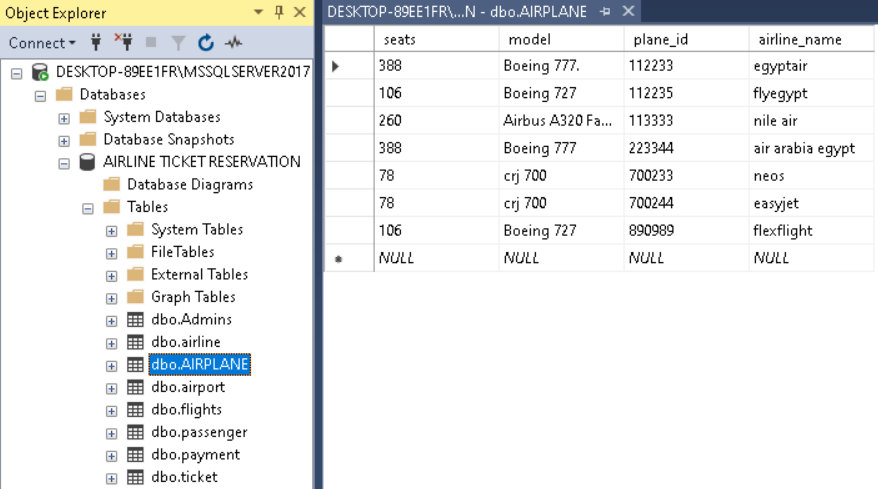 Object Explorer
Connect
DESKTOP-89EE1FR\MSSQLSERVER2017
Databases
System Databases
Database Snapshots
AIRLINE TICKET RESERVATION
Database Diagrams
Tables
System Tables
FileTables
External Tables
Graph Tables
dbo.Admins
dbo.airline
dbo.AIRPLANE
dbo.airport
dbo.flights
dbo.passenger
dbo.payment
dbo.ticket
DESKTOP-89EE1FR\...N - dbo.AIRPLANE
seats model plane_id airline_name
388 Boeing 777. 112233 egyptair
106 Boeing 727 112235 flyegypt
260 Airbus A320 Fa... 113333 nile air
388 Boeing 777 223344 air arabia egypt
78 crj 700 700233 neos
78 crj 700 700244 easyjet
106 Boeing 727 890989 flexflight
NULL NULL NULL NULL